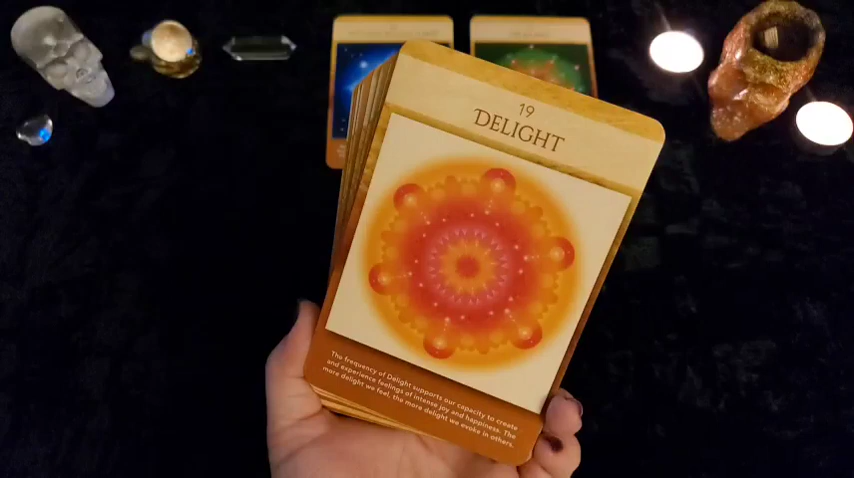 19
DELIGHT
The frequency of Delight supports our capacity to create
and experience feelings of intense joy and happiness. The
more delight we feel, the more delight we evoke in others.